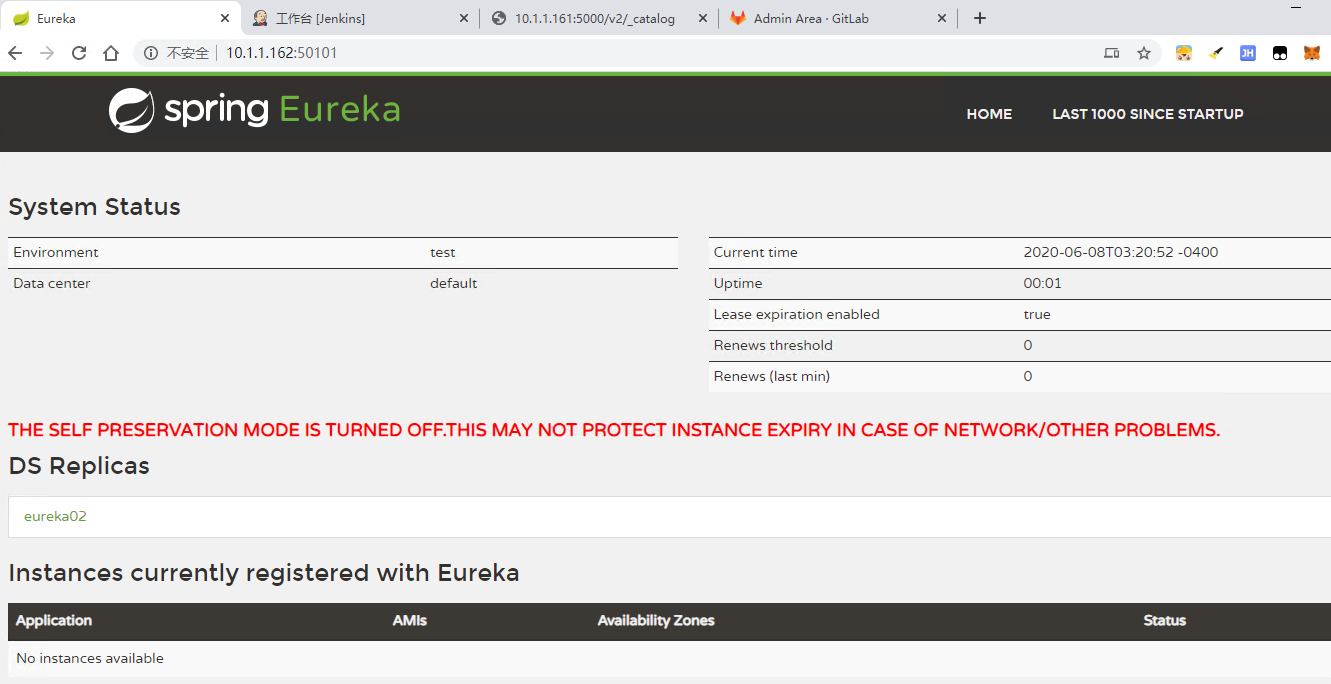 Eureka
工作台 [Jenkins]
10.1.1.161:5000/v2/_catalog
Admin Area · GitLab
不安全 10.1.1.162:50101
JH
spring Eureka
HOME LAST 1000 SINCE STARTUP
System Status
Environment test
Data center default
Current time 2020-06-08T03:20:52 -0400
Uptime 00:01
Lease expiration enabled true
Renews threshold 0
Renews (last min) 0
THE SELF PRESERVATION MODE IS TURNED OFF.THIS MAY NOT PROTECT INSTANCE EXPIRY IN CASE OF NETWORK/OTHER PROBLEMS.
DS Replicas
eureka02
Instances currently registered with Eureka
Application AMIs Availability Zones Status
No instances available